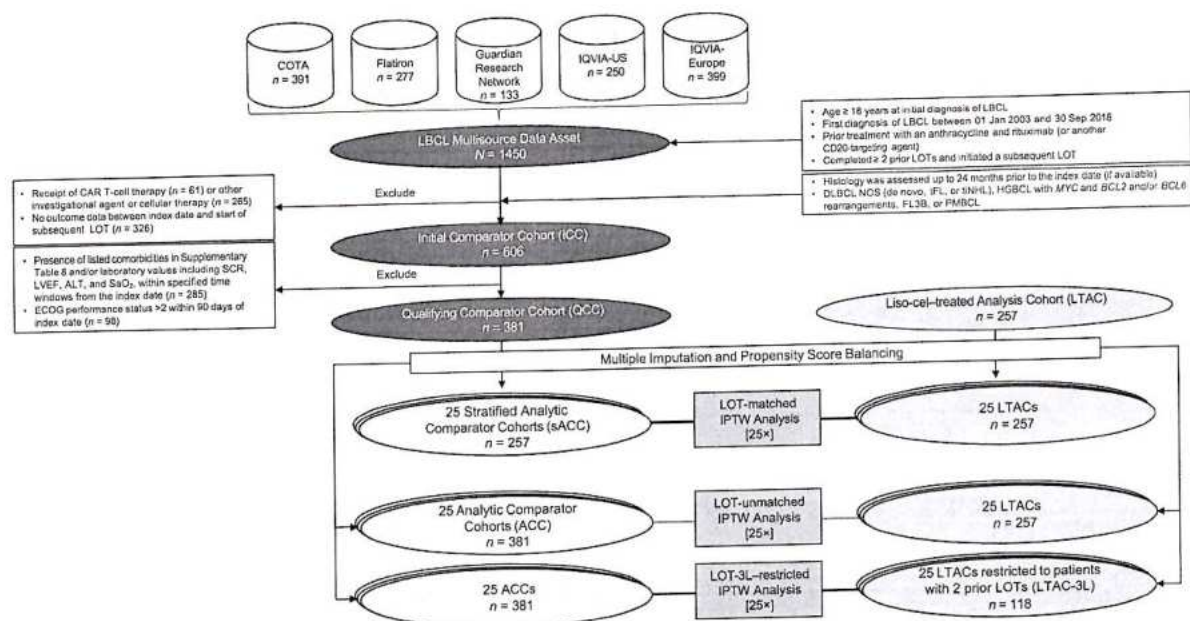 COTA
n = 391
Flatiron
n = 277
Guardian
Research
Network
n = 133
IQVIA-US
n = 250
IQVIA-
Europe
n = 399
LBCL Multisource Data Asset
N = 1450
• Age ≥ 18 years at initial diagnosis of LBCL
• First diagnosis of LBCL between 01 Jan 2003 and 30 Sep 2018
• Prior treatment with an anthracycline and rituximab (or another
CD20-targeting agent)
• Completed ≥ 2 prior LOTs and initiated a subsequent LOT
• Histology was assessed up to 24 months prior to the index date (if available)
• DLBCL NOS (de novo, tFL, or tiNHL), HGBCL with MYC and BCL2 and/or BCL6
rearrangements, FL3B, or PMBCL
• Receipt of CAR T-cell therapy (n = 61) or other
investigational agent or cellular therapy (n = 265)
• No outcome data between index date and start of
subsequent LOT (n = 326)
Exclude
Initial Comparator Cohort (ICC)
n = 606
• Presence of listed comorbidities in Supplementary
Table 8 and/or laboratory values including SCR,
LVEF, ALT, and SaO₂, within specified time
windows from the index date (n = 285)
• ECOG performance status >2 within 90 days of
index date (n = 98)
Exclude
Qualifying Comparator Cohort (QCC)
n = 381
Liso-cel–treated Analysis Cohort (LTAC)
n = 257
Multiple Imputation and Propensity Score Balancing
25 Stratified Analytic
Comparator Cohorts (sACC)
n = 257
LOT-matched
IPTW Analysis
[25×]
25 LTACs
n = 257
25 Analytic Comparator
Cohorts (ACC)
n = 381
LOT-unmatched
IPTW Analysis
[25×]
25 LTACs
n = 257
25 ACCs
n = 381
LOT-3L–restricted
IPTW Analysis
[25×]
25 LTACs restricted to patients
with 2 prior LOTs (LTAC-3L)
n = 118